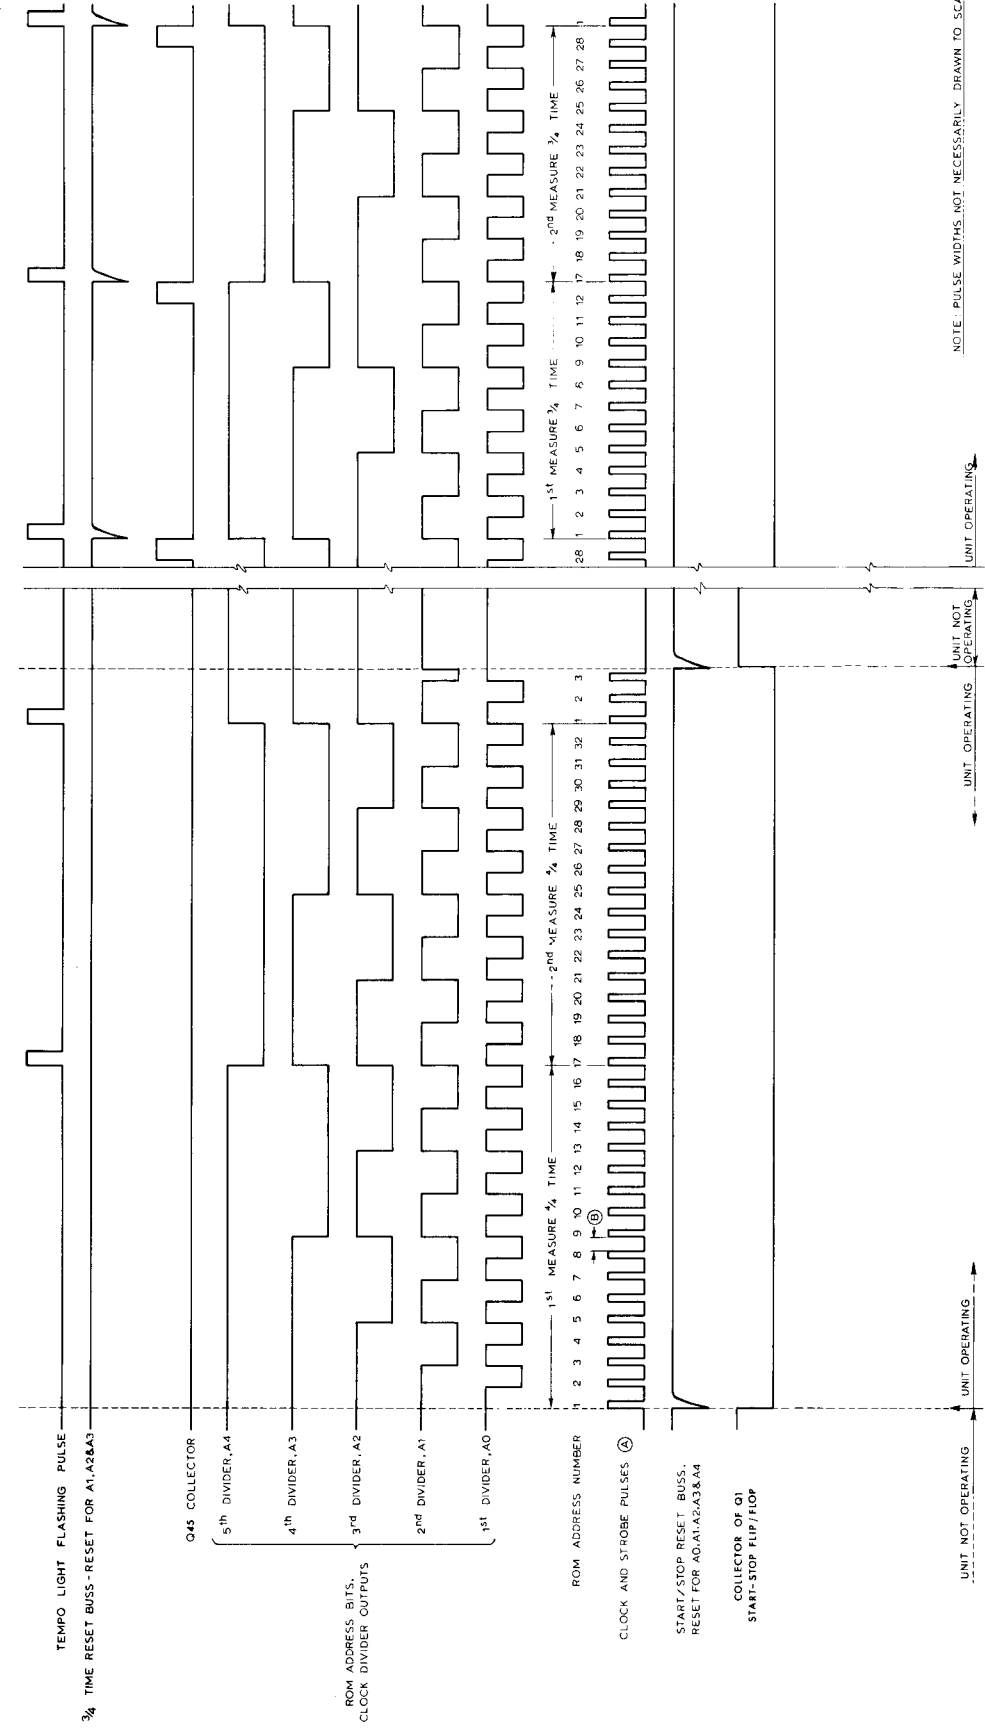 TEMPO LIGHT FLASHING PULSE
3/4 TIME RESET BUSS - RESET FOR A1, A2&A3
Q45 COLLECTOR
5th DIVIDER, A4
4th DIVIDER, A3
3rd DIVIDER, A2
2nd DIVIDER, A1
1st DIVIDER, A0
ROM ADDRESS BITS.
CLOCK DIVIDER OUTPUTS
1st MEASURE 4/4 TIME
2nd MEASURE 4/4 TIME
1st MEASURE 3/4 TIME
2nd MEASURE 3/4 TIME
ROM ADDRESS NUMBER
1 2 3 4 5 6 7 8 9 10 11 12 13 14 15 16 17 18 19 20 21 22 23 24 25 26 27 28 29 30 31 32 1 2 3
28 1 2 3 4 5 6 7 6 9 10 11 12 17 18 19 20 21 22 23 24 25 26 27 28 1
B
CLOCK AND STROBE PULSES A
START/STOP RESET BUSS.
RESET FOR A0, A1, A2, A3 & A4
COLLECTOR OF Q1
START-STOP FLIP/FLOP
UNIT NOT OPERATING
UNIT OPERATING
UNIT OPERATING
UNIT NOT
OPERATING
UNIT OPERATING
NOTE: PULSE WIDTHS NOT NECESSARILY DRAWN TO SCA